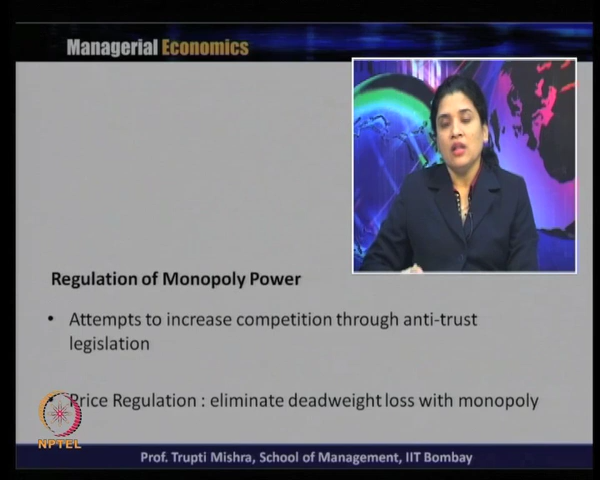 Managerial Economics
Regulation of Monopoly Power
• Attempts to increase competition through anti-trust
legislation
Price Regulation : eliminate deadweight loss with monopoly
NPTEL
Prof. Trupti Mishra, School of Management, IIT Bombay